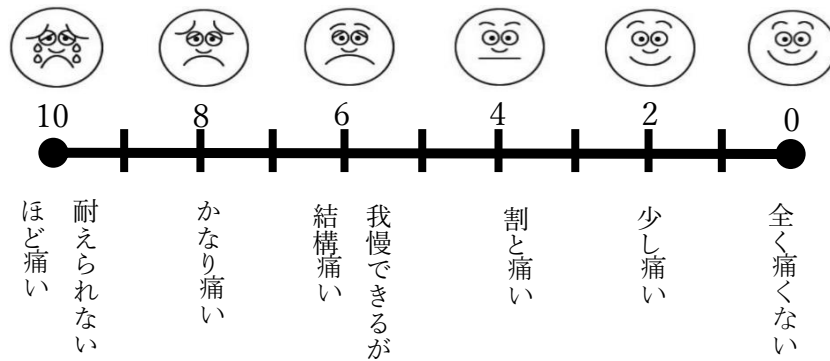 10
8
6
4
2
0
耐えられない
ほど痛い
かなり痛い
我慢できるが
結構痛い
割と痛い
少し痛い
全く痛くない